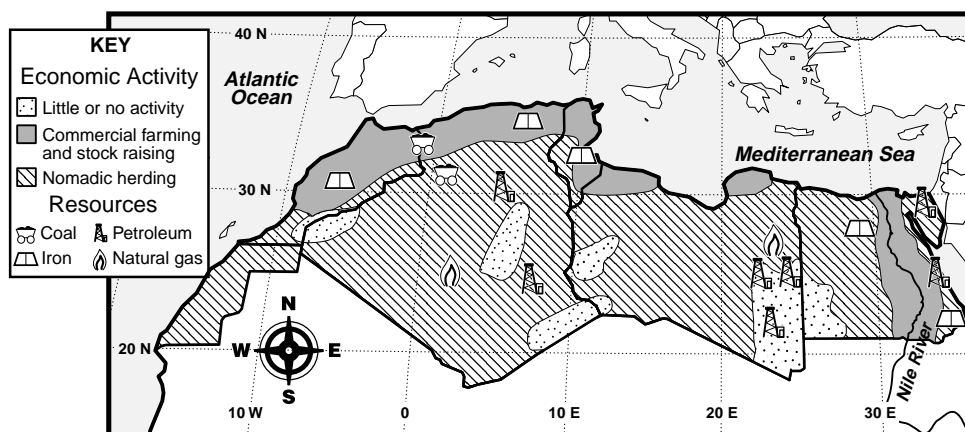 KEY
Economic Activity
Little or no activity
Commercial farming
and stock raising
Nomadic herding
Resources
Coal
Petroleum
Iron
Natural gas
40 N
Atlantic
Ocean
Mediterranean Sea
30 N
20 N
N
W
E
S
Nile River
10 W
0
10 E
20 E
30 E